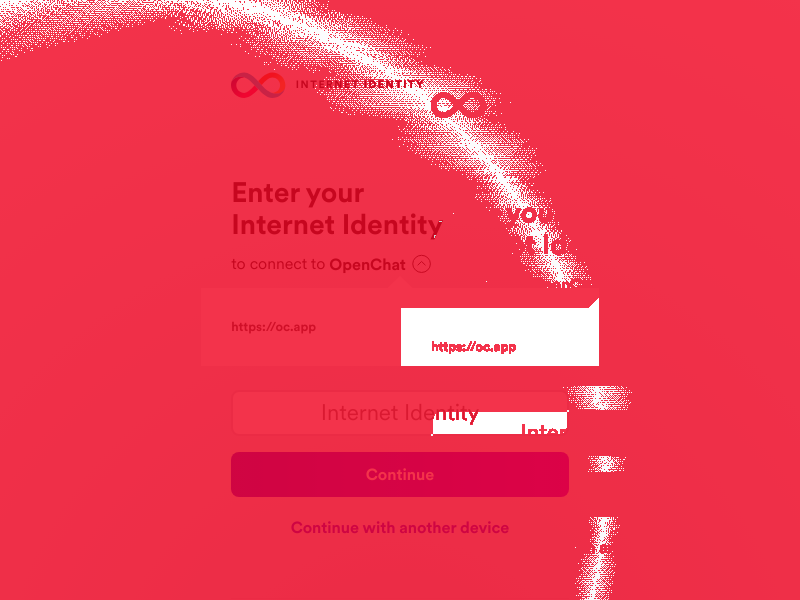 INTERNET IDENTITY
Enter your
Internet Identity
to connect to OpenChat
https://oc.app
https://oc.app
Internet Identity
Continue
Continue with another device